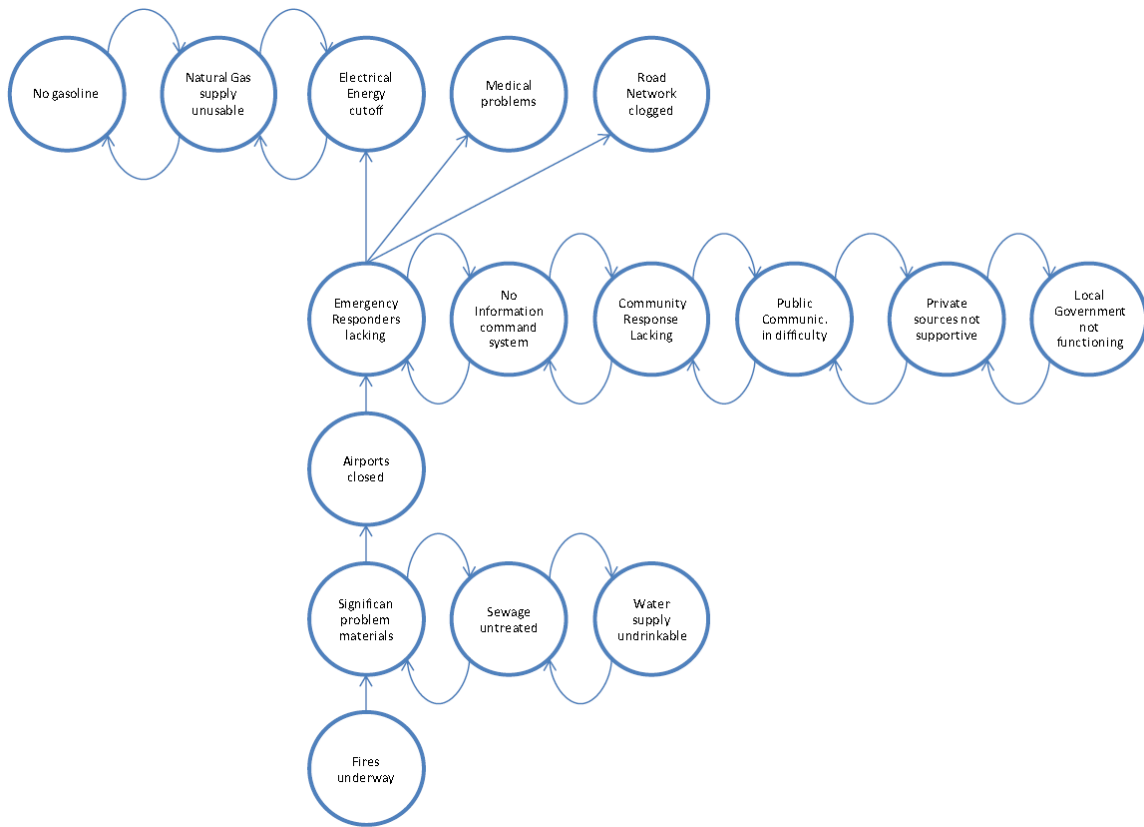 No gasoline
Natural Gas
supply
unusable
Electrical
Energy
cutoff
Medical
problems
Road
Network
clogged
Emergency
Responders
lacking
No
Information
command
system
Community
Response
Lacking
Public
Communic.
in difficulty
Private
sources not
supportive
Local
Government
not
functioning
Airports
closed
Significan
problem
materials
Sewage
untreated
Water
supply
undrinkable
Fires
underway